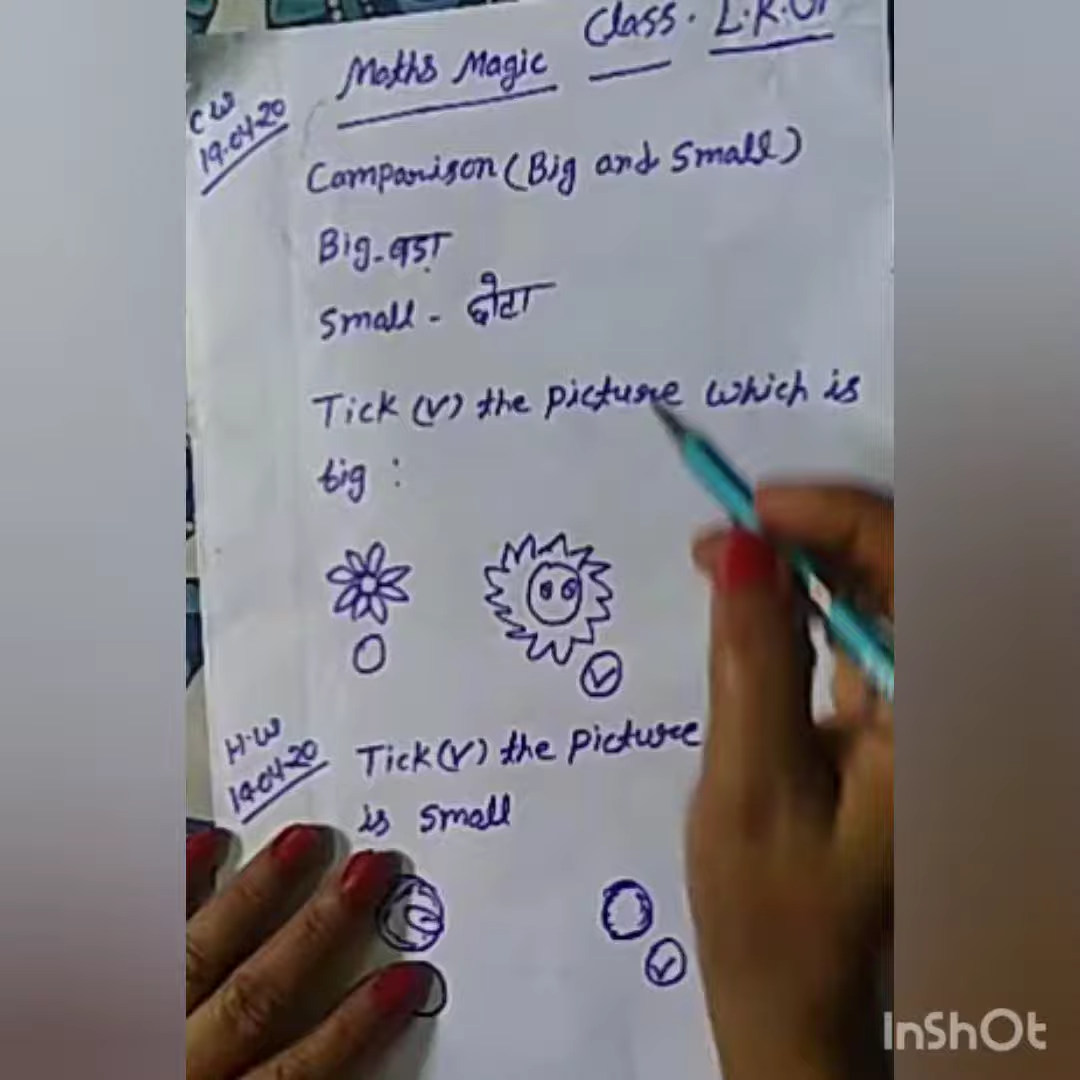 Class. L.K.G
Maths Magic
C W
19.04.20
Comparison (Big and Small)
Big - बड़ा
Small - छोटा
Tick (✓) the picture which is
big :
H.W
19.04.20
Tick (✓) the picture
is small
InShOt